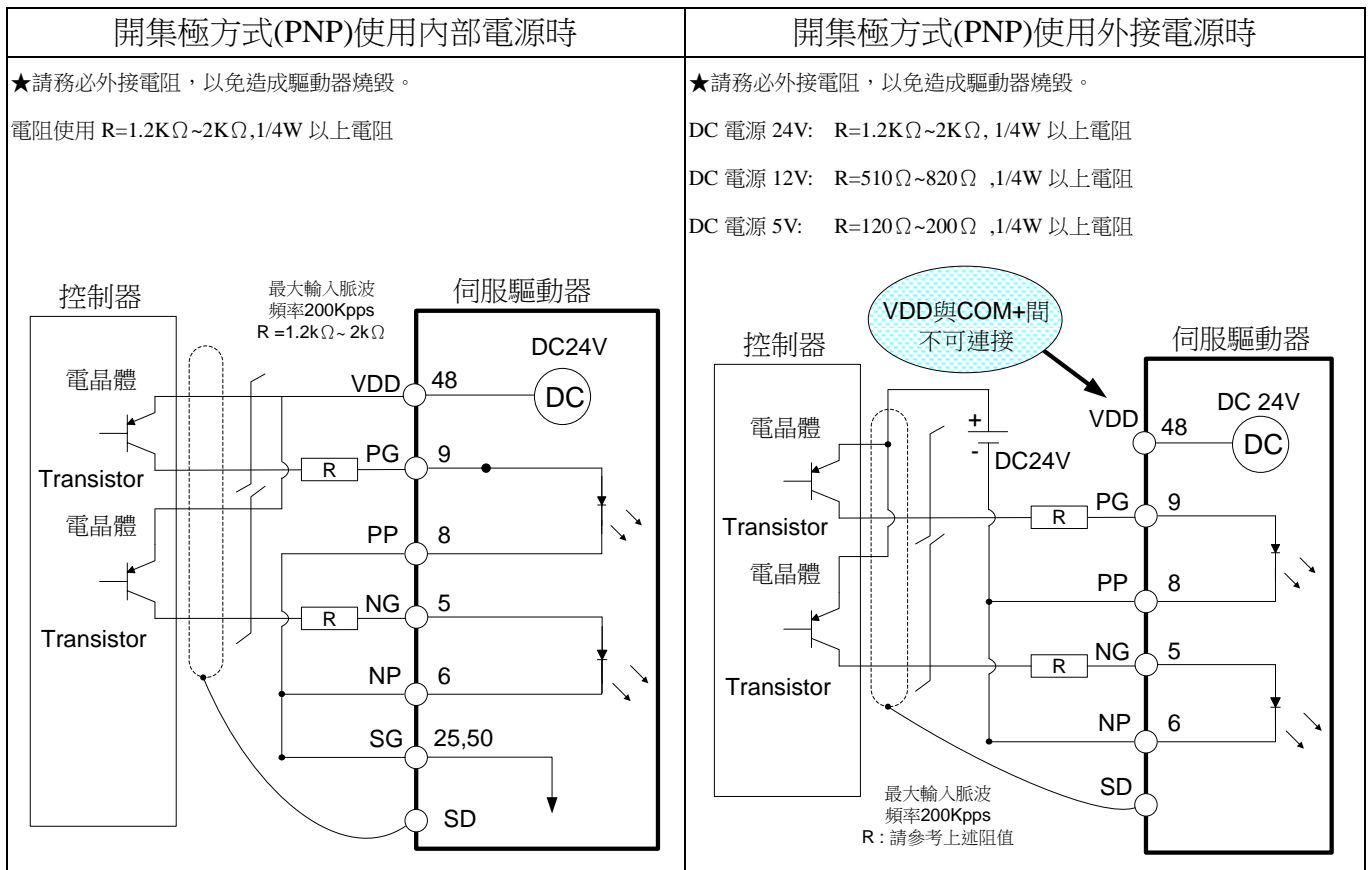 開集極方式(PNP)使用內部電源時
★請務必外接電阻，以免造成驅動器燒毀。
電阻使用 R=1.2KΩ~2KΩ,1/4W 以上電阻
控制器
最大輸入脈波
頻率200Kpps
R =1.2kΩ~ 2kΩ
伺服驅動器
DC24V
電晶體
VDD
48
DC
PG
9
R
Transistor
電晶體
PP
8
NG
5
R
Transistor
NP
6
SG
25,50
SD
開集極方式(PNP)使用外接電源時
★請務必外接電阻，以免造成驅動器燒毀。
DC 電源 24V: R=1.2KΩ~2KΩ, 1/4W 以上電阻
DC 電源 12V: R=510Ω~820Ω ,1/4W 以上電阻
DC 電源 5V: R=120Ω~200Ω ,1/4W 以上電阻
VDD與COM+間
不可連接
控制器
伺服驅動器
VDD
DC 24V
48
DC
電晶體
+
-
DC24V
PG
9
R
Transistor
電晶體
PP
8
NG
5
R
Transistor
NP
6
SD
最大輸入脈波
頻率200Kpps
R : 請參考上述阻值